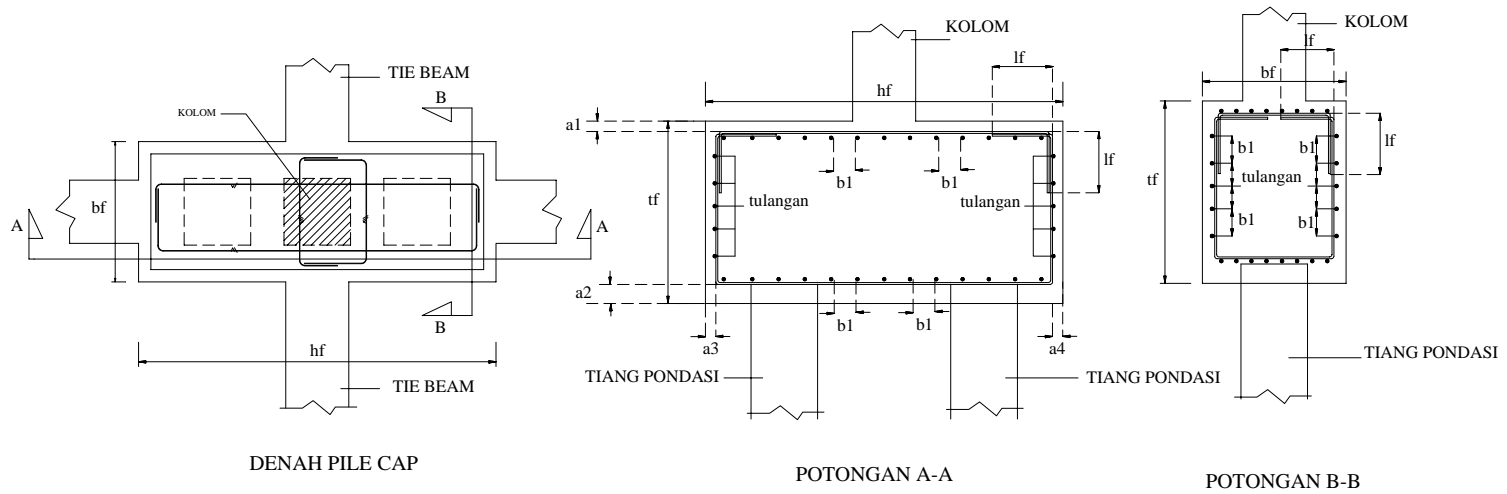 TIE BEAM
B
KOLOM
bf
A
A
B
hf
TIE BEAM
DENAH PILE CAP
KOLOM
lf
hf
a1
b1
b1
lf
tf
tulangan
tulangan
a2
b1
b1
a3
a4
TIANG PONDASI
TIANG PONDASI
POTONGAN A-A
KOLOM
lf
bf
b1
b1
lf
tf
tulangan
b1
b1
TIANG PONDASI
POTONGAN B-B